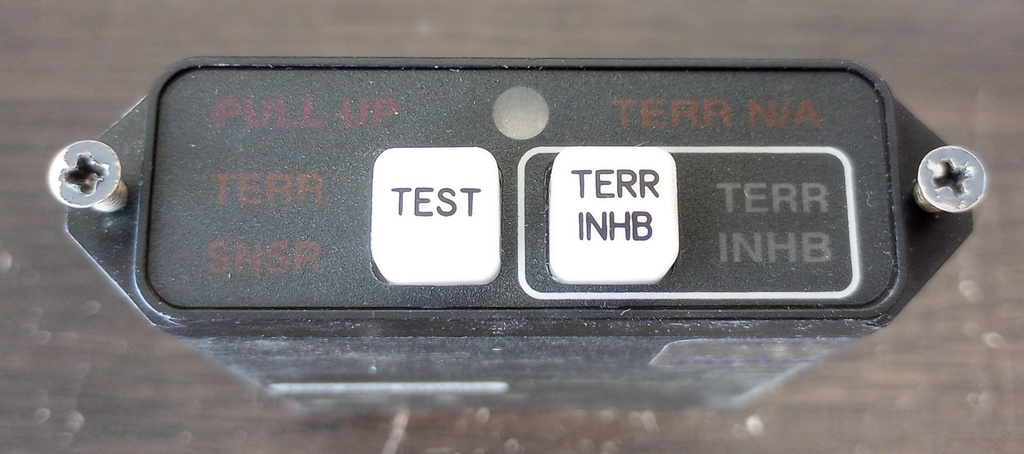 PULL UP
TERR N/A
TERR
SNSR
TEST
TERR
INHB
TERR
INHB